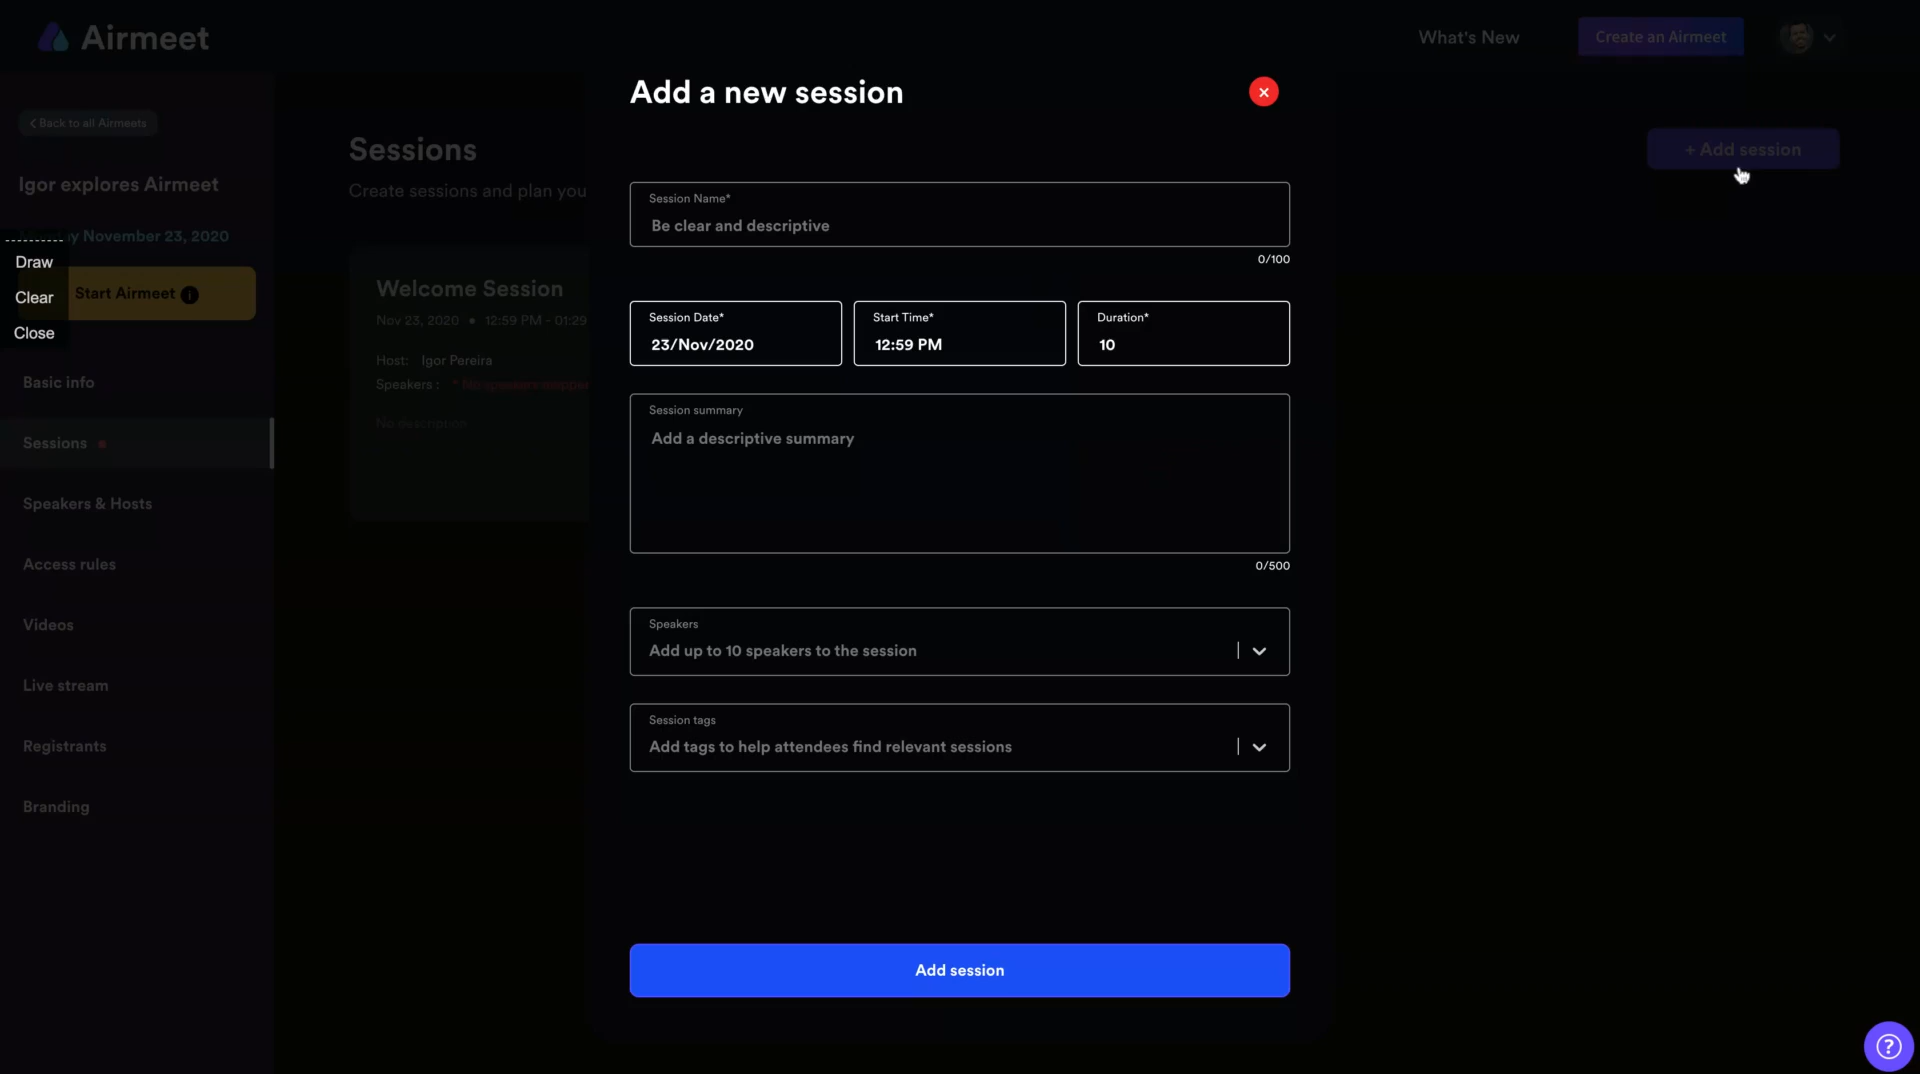 Airmeet
What's New
Create an Airmeet
Back to all Airmeets
Igor explores Airmeet
y November 23, 2020
Draw
Clear
Close
Start Airmeet
Basic info
Sessions
Speakers & Hosts
Access rules
Videos
Live stream
Registrants
Branding
Sessions
Create sessions and plan you
+ Add session
Welcome Session
Nov 23, 2020 • 12:59 PM - 01:29
Host: Igor Pereira
Speakers : * No speakers
No description
Add a new session
Session Name*
Be clear and descriptive
0/100
Session Date*
23/Nov/2020
Start Time*
12:59 PM
Duration*
10
Session summary
Add a descriptive summary
0/500
Speakers
Add up to 10 speakers to the session
Session tags
Add tags to help attendees find relevant sessions
Add session